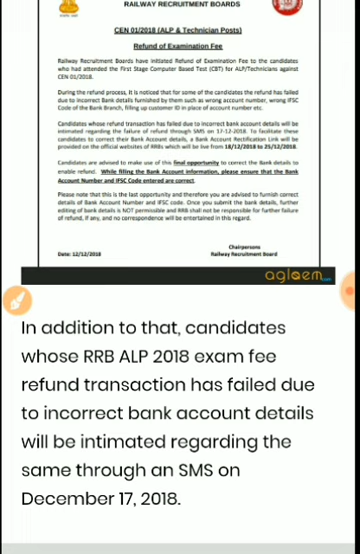 RAILWAY RECRUITMENT BOARDS
CEN 01/2018 (ALP & Technician Posts)
Refund of Examination Fee
Railway Recruitment Boards have initiated Refund of Examination Fee to the candidates
who had attended the First Stage Computer Based Test (CBT) for ALP/Technicians against
CEN 01/2018.
During the refund process, it is noticed that for some of the candidates the refund has failed
due to incorrect Bank details furnished by them such as wrong account number, wrong IFSC
Code of the Bank Branch, filling up customer ID in place of account number etc.
Candidates whose refund transaction has failed due to incorrect bank account details will be
intimated regarding the failure of refund through SMS on 17-12-2018. To facilitate these
candidates to correct their Bank Account details, a Bank Account Rectification Link will be
provided on the official websites of RRBs which will be live from 18/12/2018 to 25/12/2018.
Candidates are advised to make use of this final opportunity to correct the Bank details to
enable refund. While filling the Bank Account information, please ensure that the Bank
Account Number and IFSC Code entered are correct.
Please note that this is the last opportunity and therefore you are advised to furnish correct
details of Bank Account Number and IFSC code. Once you submit the bank details, further
editing of bank details is NOT permissible and RRB shall not be responsible for further failure
of refund, if any, and no correspondence will be entertained in this regard.
Chairpersons
Date: 12/12/2018 Railway Recruitment Board
aglasem.com
In addition to that, candidates
whose RRB ALP 2018 exam fee
refund transaction has failed due
to incorrect bank account details
will be intimated regarding the
same through an SMS on
December 17, 2018.